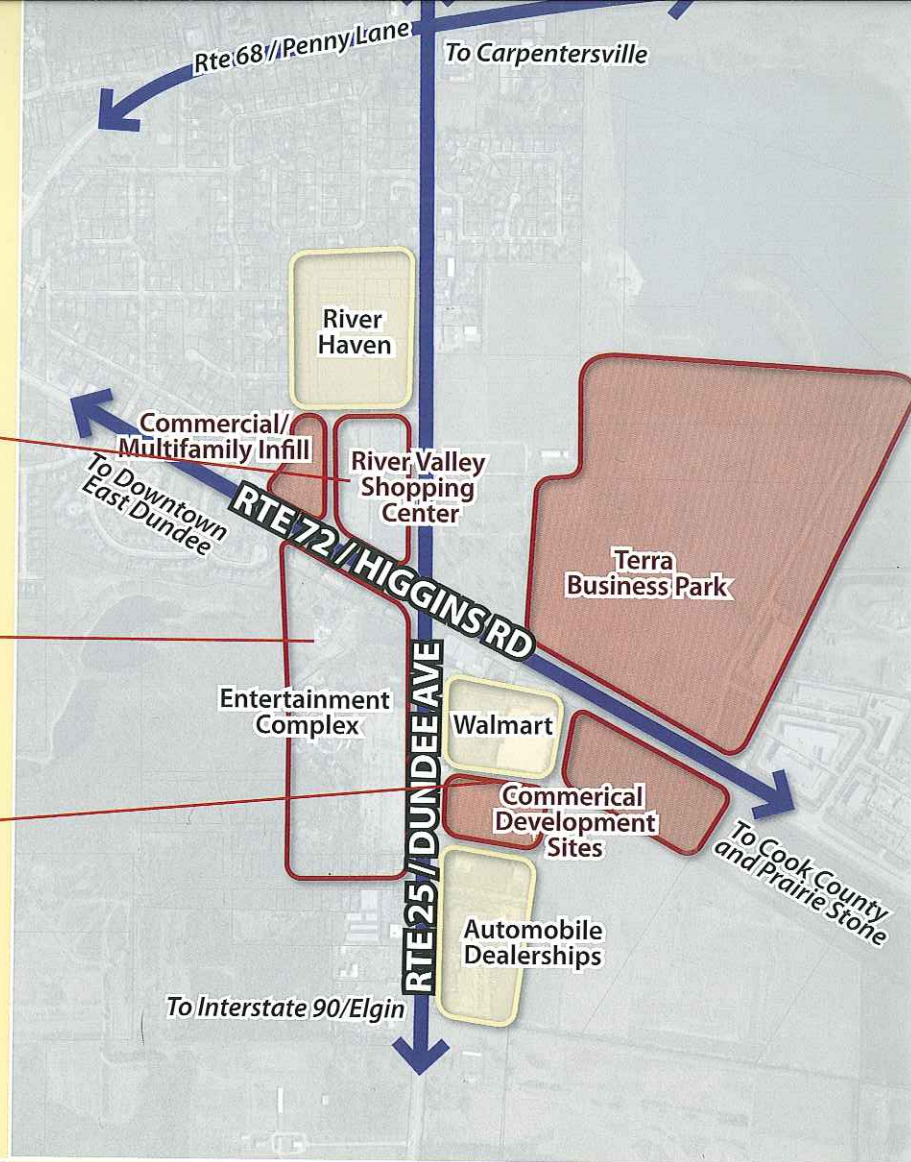 Rte 68 / Penny Lane
To Carpentersville
River
Haven
Commercial/
Multifamily Infill
To Downtown
East Dundee
River Valley
Shopping
Center
RTE 72 / HIGGINS RD
Terra
Business Park
Entertainment
Complex
RTE 25 / DUNDEE AVE
Walmart
Commerical
Development
Sites
To Cook County
and Prairie Stone
Automobile
Dealerships
To Interstate 90/Elgin